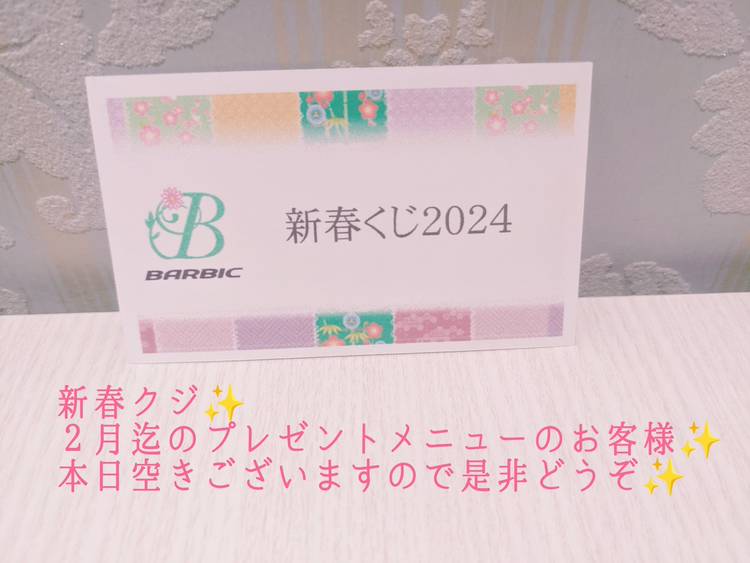 B
BARBIC
新春くじ2024
新春クジ✨
２月迄のプレゼントメニューのお客様✨
本日空きございますので是非どうぞ✨